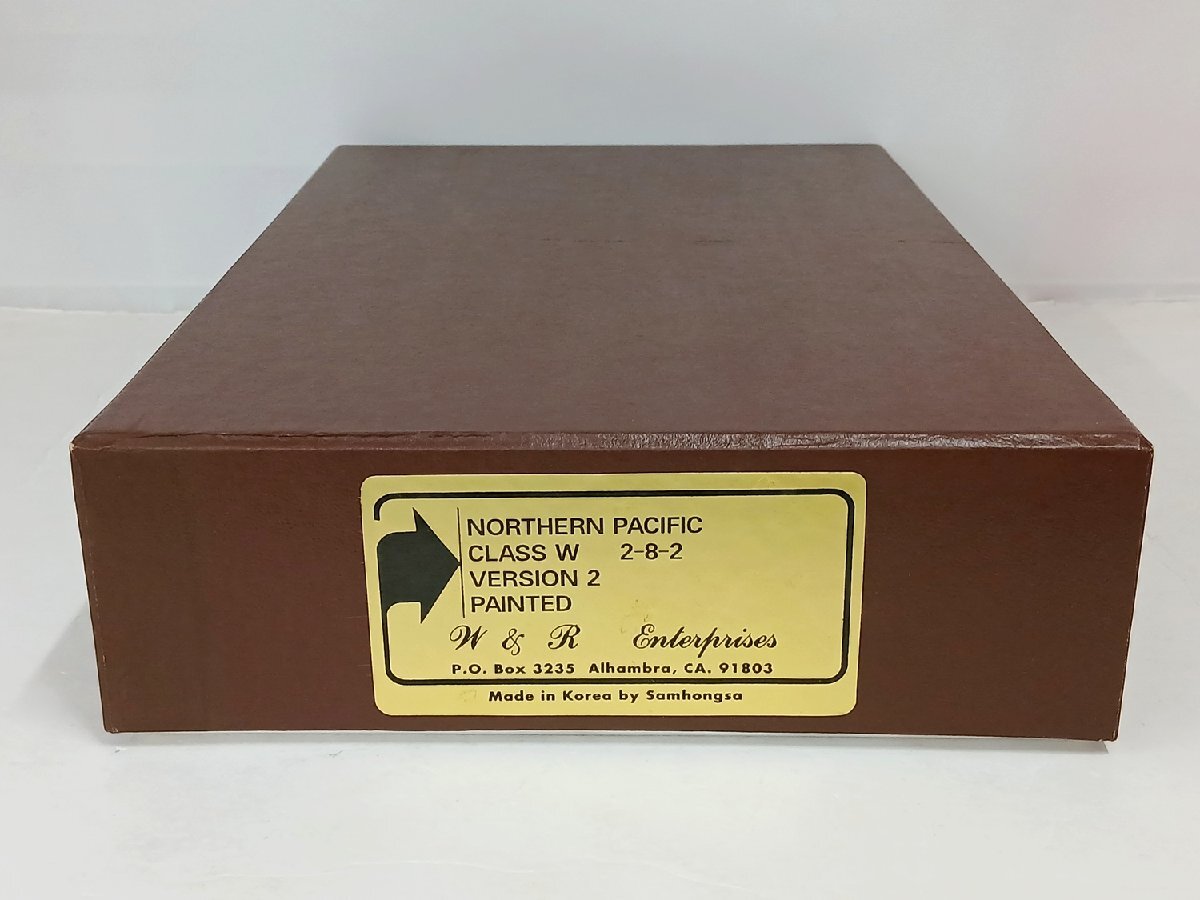 NORTHERN PACIFIC
CLASS W 2-8-2
VERSION 2
PAINTED
W & R Enterprises
P.O. Box 3235 Alhambra, CA. 91803
Made in Korea by Samhongsa